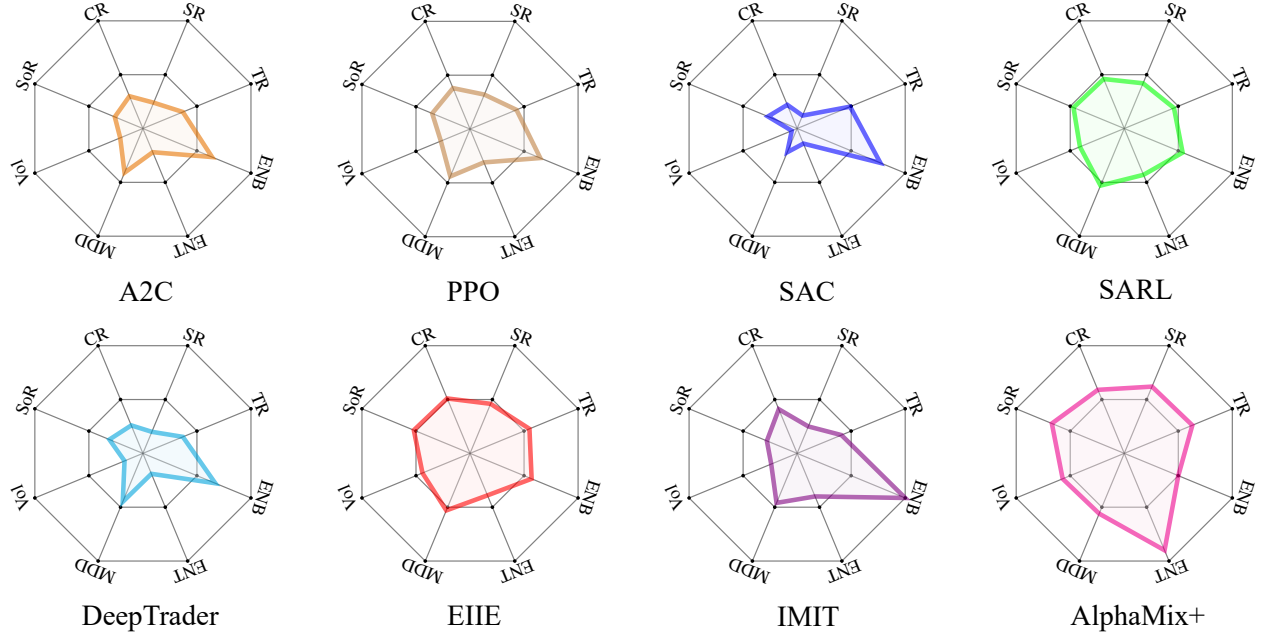 CR SR CR SR CR SR CR SR
SoR TR SoR TR SoR TR SoR TR
Vol ENB Vol ENB Vol ENB Vol ENB
MDD ENT MDD ENT MDD ENT MDD ENT
A2C PPO SAC SARL
CR SR CR SR CR SR CR SR
SoR TR SoR TR SoR TR SoR TR
Vol ENB Vol ENB Vol ENB Vol ENB
MDD ENT MDD ENT MDD ENT MDD ENT
DeepTrader EIIE IMIT AlphaMix+